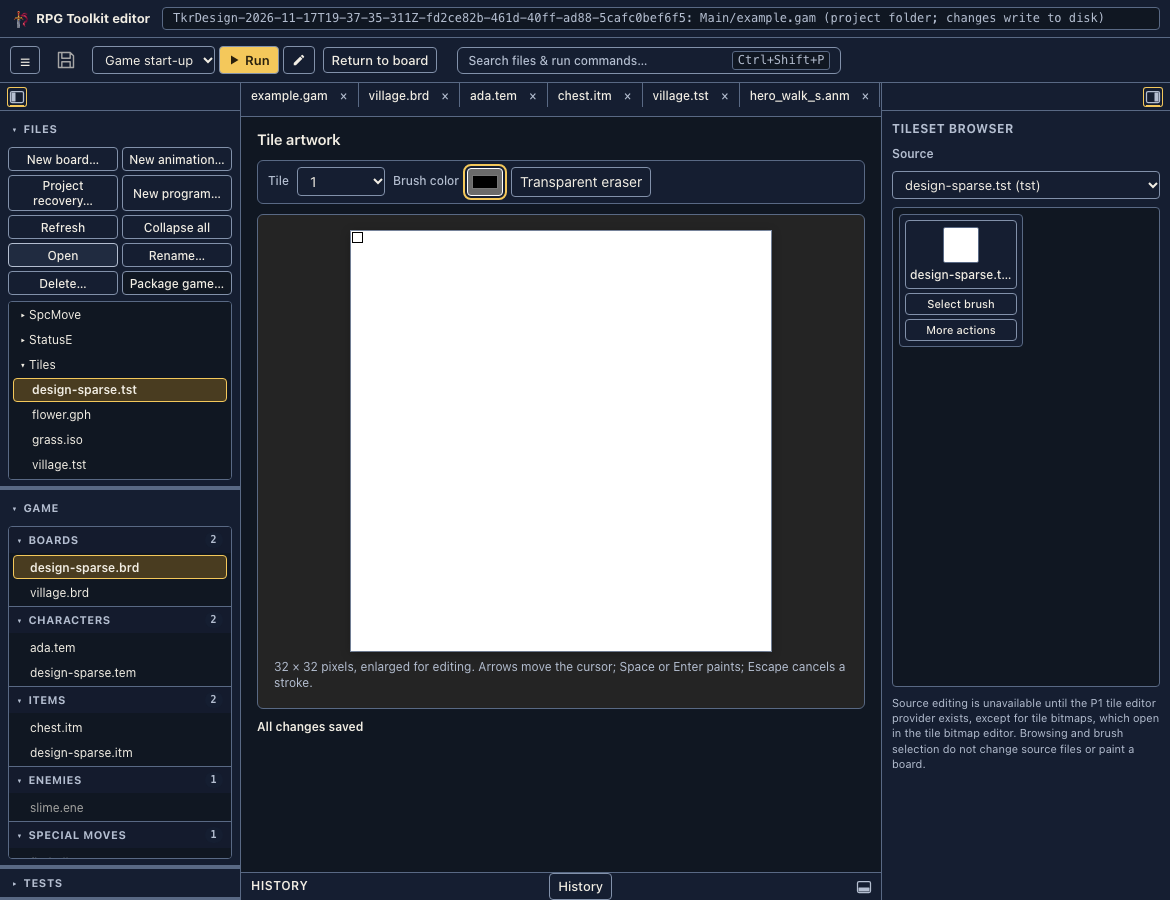 RPG Toolkit editor
TkrDesign-2026-11-17T19-37-35-311Z-fd2ce82b-461d-40ff-ad88-5cafc0bef6f5: Main/example.gam (project folder; changes write to disk)
Game start-up
Run
Return to board
Search files & run commands...
Ctrl+Shift+P
FILES
New board...
New animation...
Project recovery...
New program...
Refresh
Collapse all
Open
Rename...
Delete...
Package game...
SpcMove
StatusE
Tiles
design-sparse.tst
flower.gph
grass.iso
village.tst
GAME
BOARDS 2
design-sparse.brd
village.brd
CHARACTERS 2
ada.tem
design-sparse.tem
ITEMS 2
chest.itm
design-sparse.itm
ENEMIES 1
slime.ene
SPECIAL MOVES 1
TESTS
example.gam ×
village.brd ×
ada.tem ×
chest.itm ×
village.tst ×
hero_walk_s.anm ×
Tile artwork
Tile
1
Brush color
Transparent eraser
32 × 32 pixels, enlarged for editing. Arrows move the cursor; Space or Enter paints; Escape cancels a
stroke.
All changes saved
HISTORY
History
TILESET BROWSER
Source
design-sparse.tst (tst)
design-sparse.t...
Select brush
More actions
Source editing is unavailable until the P1 tile editor
provider exists, except for tile bitmaps, which open
in the tile bitmap editor. Browsing and brush
selection do not change source files or paint a
board.